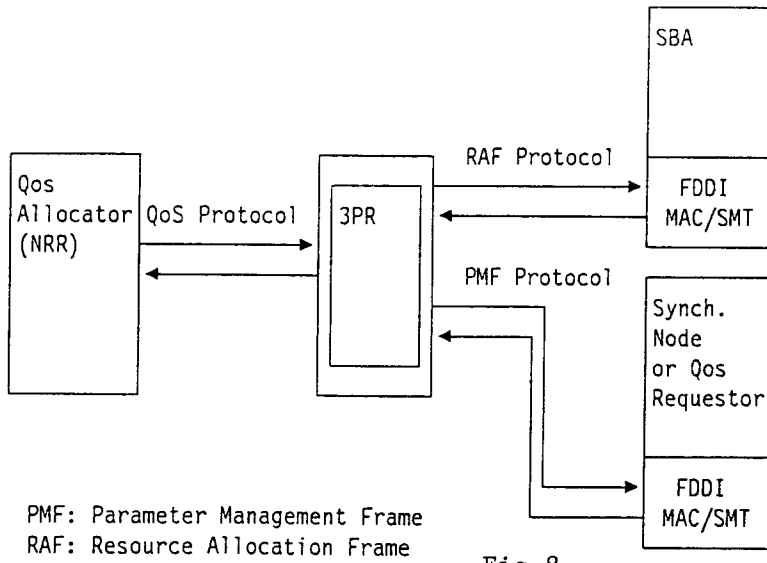 SBA
RAF Protocol
FDDI
MAC/SMT
Qos
Allocator
(NRR)
QoS Protocol
3PR
PMF Protocol
Synch.
Node
or Qos
Requestor
FDDI
MAC/SMT
PMF: Parameter Management Frame
RAF: Resource Allocation Frame